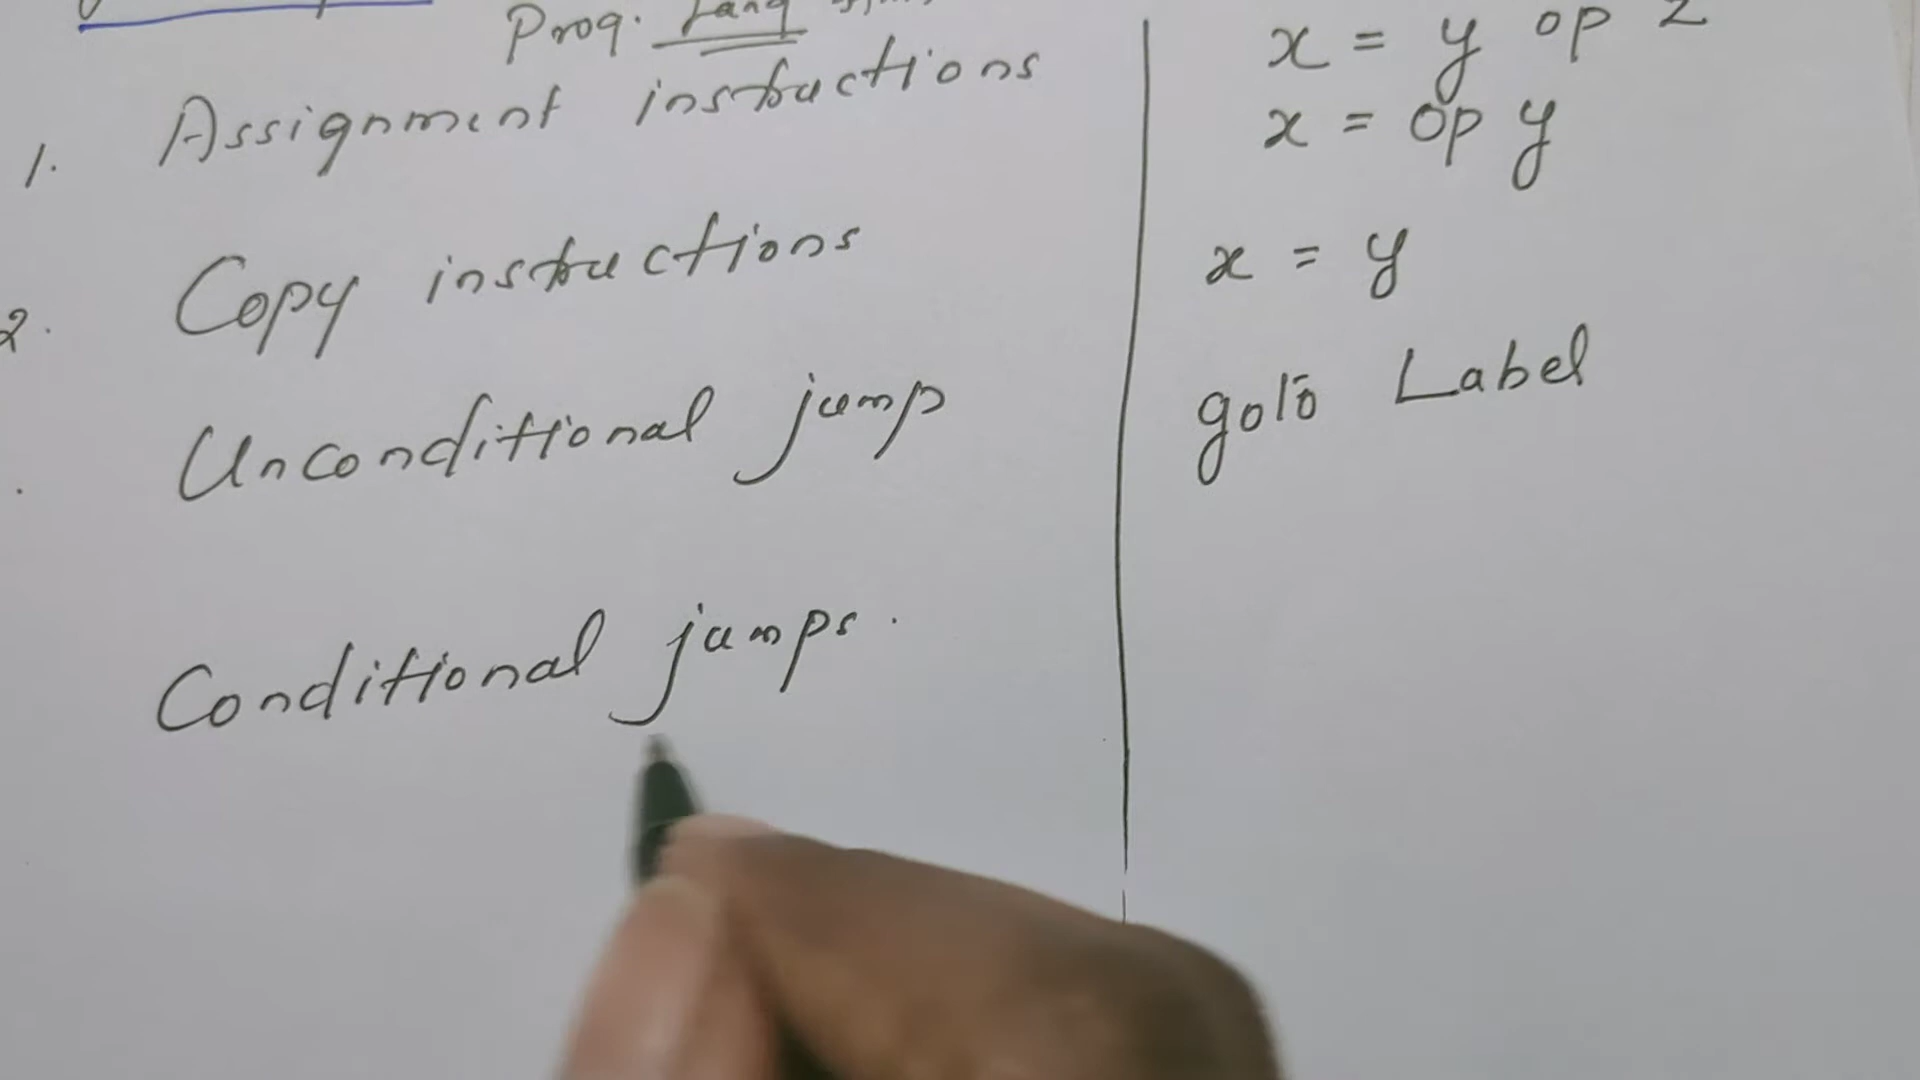 Prog. Lang
1. Assignment instructions
x = y op z
x = op y
2. Copy instructions
x = y
Unconditional jump
goto Label
Conditional jumps.